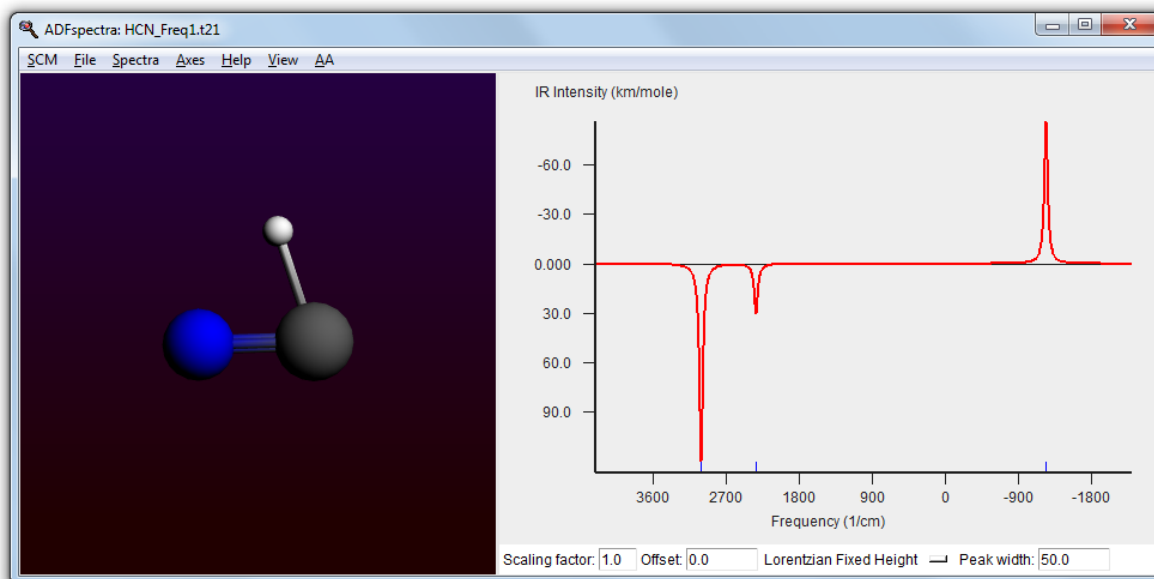 ADFspectra: HCN_Freq1.t21
SCM File Spectra Axes Help View AA
IR Intensity (km/mole)
-60.0
-30.0
0.000
30.0
60.0
90.0
3600 2700 1800 900 0 -900 -1800
Frequency (1/cm)
Scaling factor: 1.0 Offset: 0.0 Lorentzian Fixed Height Peak width: 50.0